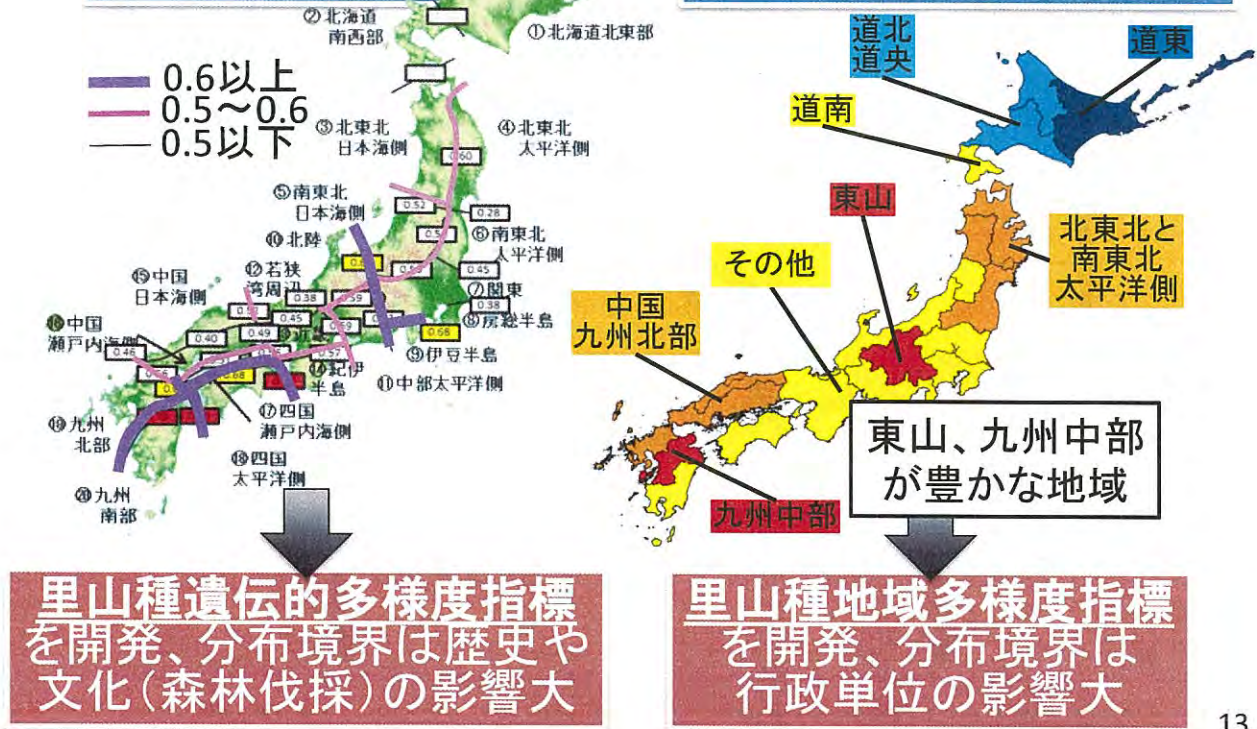 ②北海道
南西部
①北海道北東部
0.6以上
0.5〜0.6
0.5以下
③北東北
日本海側
④北東北
太平洋側
0.60
⑤南東北
日本海側
0.52
0.28
⑥南東北
太平洋側
⑩北陸
0.45
⑦関東
⑫若狭
湾周辺
⑮中国
日本海側
0.38
0.59
0.38
⑧房総半島
0.45
0.59
0.68
⑨伊豆半島
⑯中国
瀬戸内海側
0.40
0.49
0.46
0.57
⑭紀伊
半島
⑪中部太平洋側
0.68
⑰四国
瀬戸内海側
⑲九州
北部
⑱四国
太平洋側
⑳九州
南部
里山種遺伝的多様度指標
を開発、分布境界は歴史や
文化(森林伐採)の影響大
道北
道央
道東
道南
東山
北東北と
南東北
太平洋側
その他
中国
九州北部
東山、九州中部
が豊かな地域
九州中部
里山種地域多様度指標
を開発、分布境界は
行政単位の影響大
13